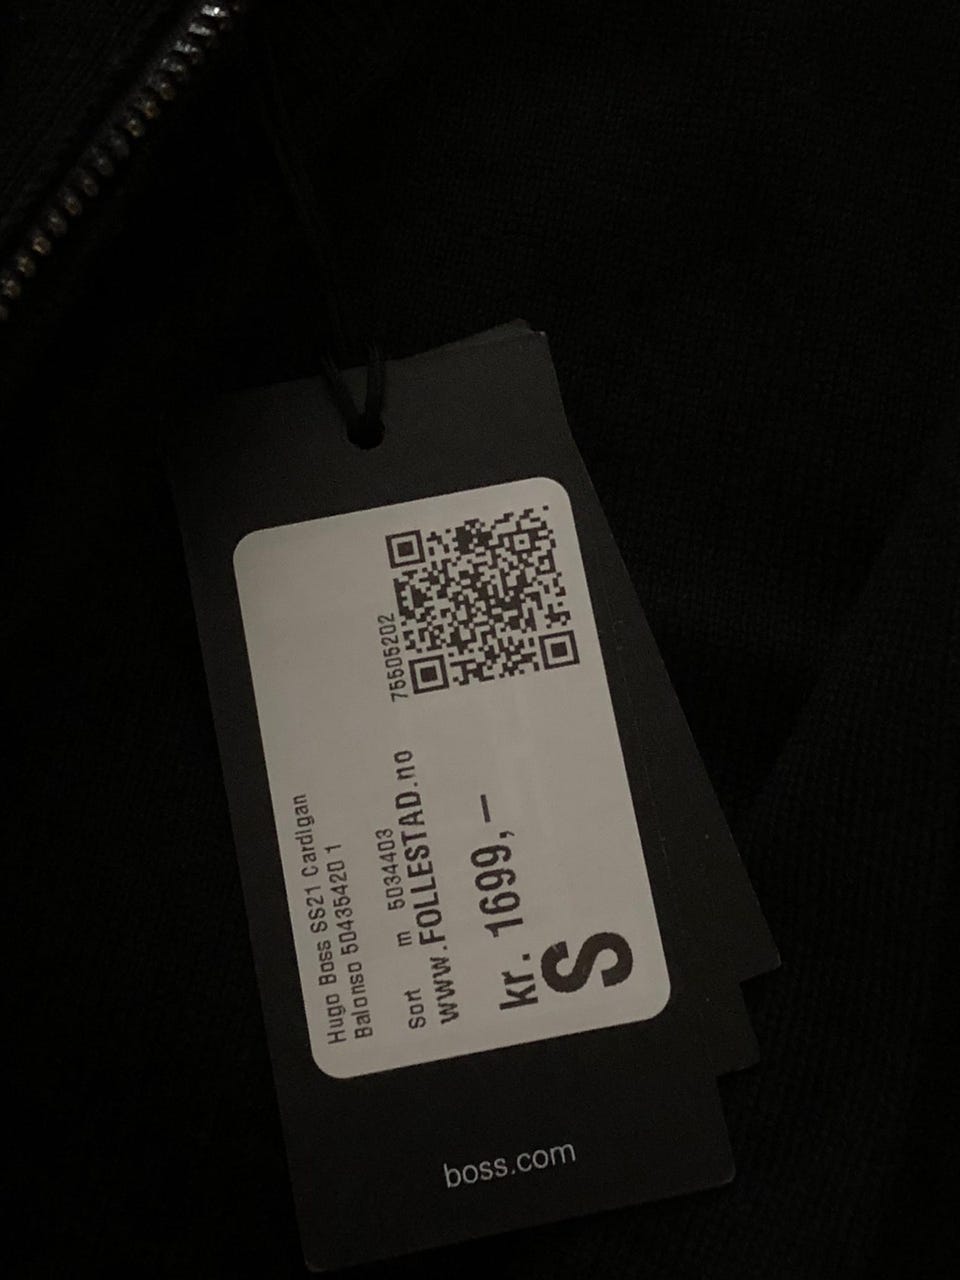 Hugo Boss SS21 Cardigan
Balonso 50435420 1
75505202
Sort m 5034403
www.FOLLESTAD.no
kr. 1699,–
S
boss.com